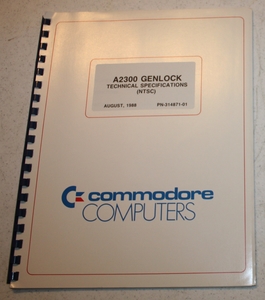 A2300 GENLOCK
TECHNICAL SPECIFICATIONS
(NTSC)
AUGUST, 1988 PN-314871-01
commodore
COMPUTERS